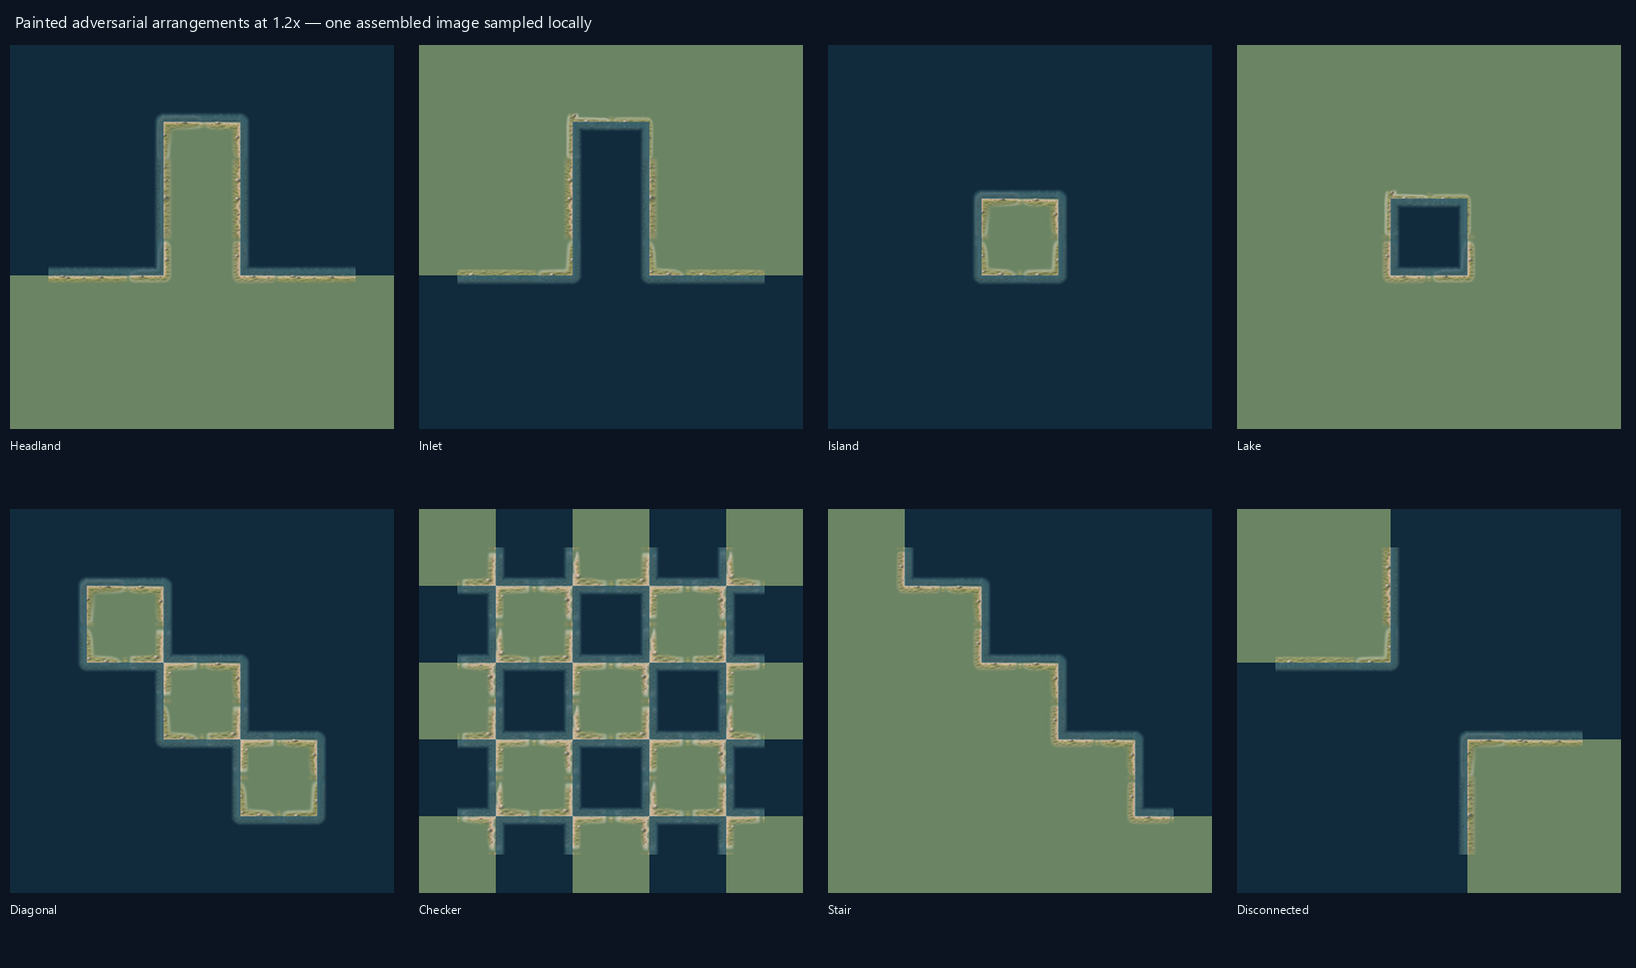 Painted adversarial arrangements at 1.2x — one assembled image sampled locally
Headland
Inlet
Island
Lake
Diagonal
Checker
Stair
Disconnected